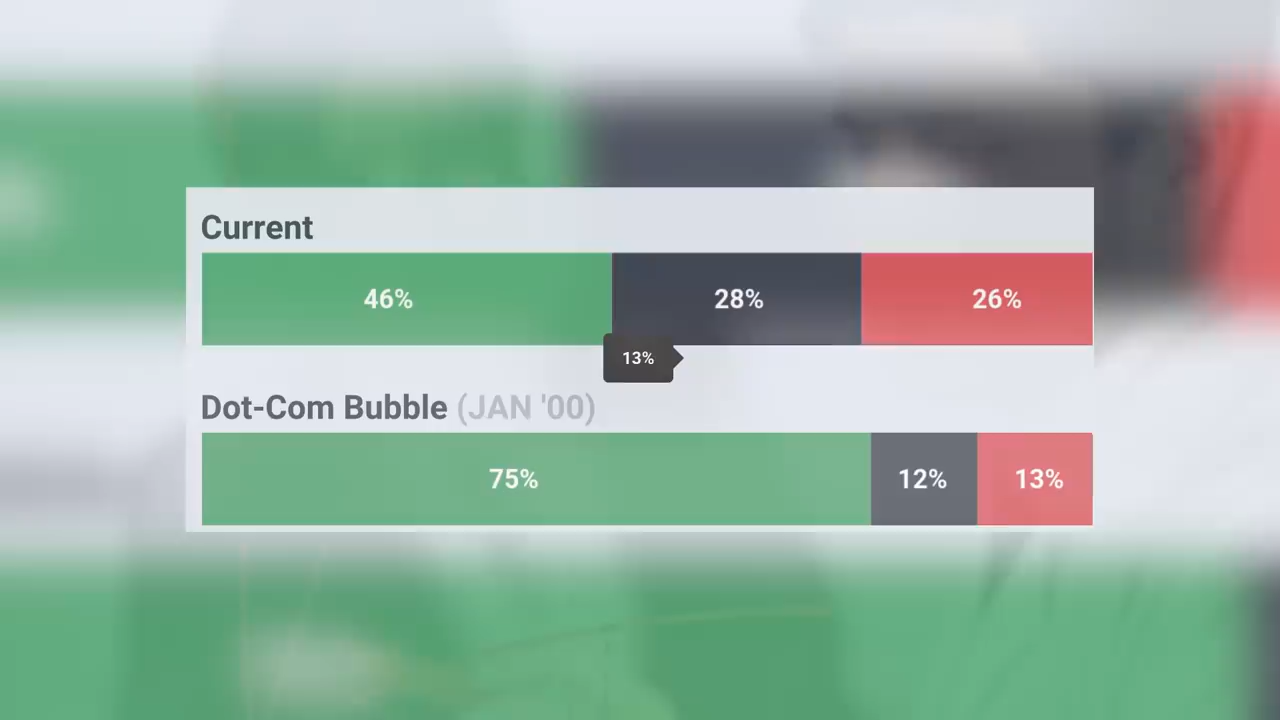 Current
46% 28% 26%
13%
Dot-Com Bubble (JAN '00)
75% 12% 13%